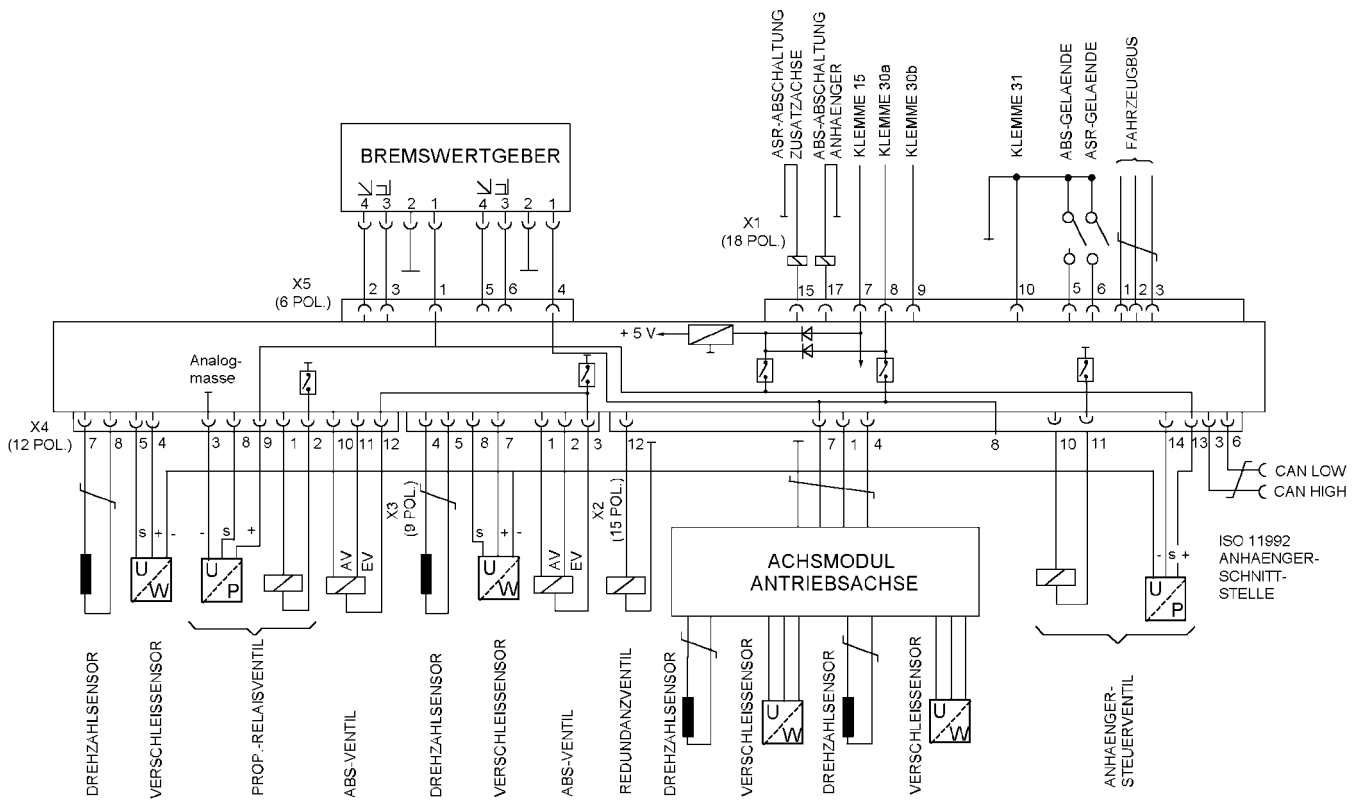 ASR-ABSCHALTUNG
ZUSATZACHSE
ABS-ABSCHALTUNG
ANHAENGER
KLEMME 15
KLEMME 30a
KLEMME 30b
KLEMME 31
ABS-GELAENDE
ASR-GELAENDE
FAHRZEUGBUS
BREMSWERTGEBER
4 3 2 1 4 3 2 1
X1
(18 POL.)
X5
(6 POL.)
2 3 1 5 6 4
15 17 7 8 9 10 5 6 1 2 3
+ 5 V
Analog-
masse
X4
(12 POL.)
7 8 5 4 3 8 9 1 2 10 11 12
4 5 8 7 1 2 3
12 7 1 4 8 10 11 14 13 3 6
X3
(9 POL.)
X2
(15 POL.)
CAN LOW
CAN HIGH
S + -
- S +
S + -
- S +
AV
EV
AV
EV
U
W
U
P
U
W
U
P
ACHSMODUL
ANTRIEBSACHSE
ISO 11992
ANHAENGER-
SCHNITT-
STELLE
U
W
U
W
DREHZAHLSENSOR
VERSCHLEISSENSOR
PROP.-RELAISVENTIL
ABS-VENTIL
DREHZAHLSENSOR
VERSCHLEISSENSOR
ABS-VENTIL
REDUNDANZVENTIL
DREHZAHLSENSOR
VERSCHLEISSENSOR
DREHZAHLSENSOR
VERSCHLEISSENSOR
ANHAENGER-
STEUERVENTIL